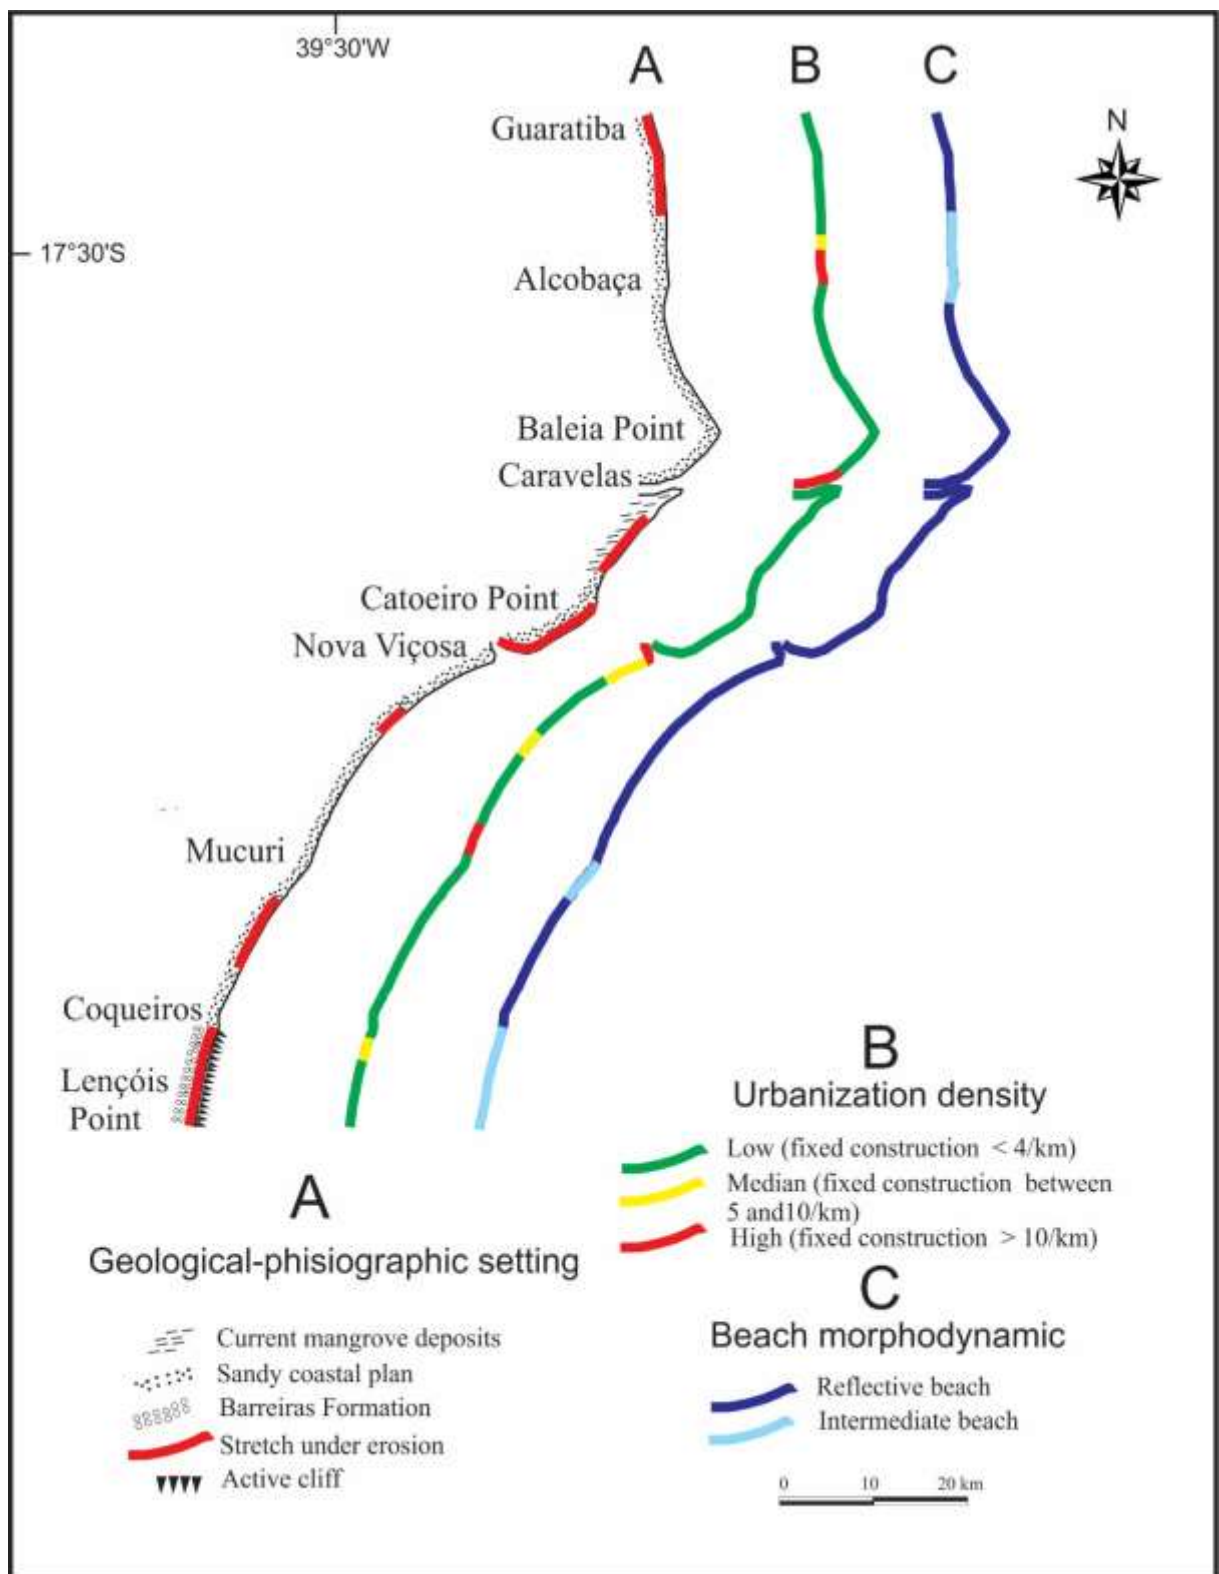 39°30'W
A
B
C
Guaratiba
N
17°30'S
Alcobaça
Baleia Point
Caravelas
Catoeiro Point
Nova Viçosa
Mucuri
Coqueiros
Lençóis
Point
B
Urbanization density
Low (fixed construction < 4/km)
Median (fixed construction between
5 and10/km)
High (fixed construction > 10/km)
A
Geological-phisiographic setting
Current mangrove deposits
Sandy coastal plan
Barreiras Formation
Stretch under erosion
Active cliff
C
Beach morphodynamic
Reflective beach
Intermediate beach
0 10 20 km